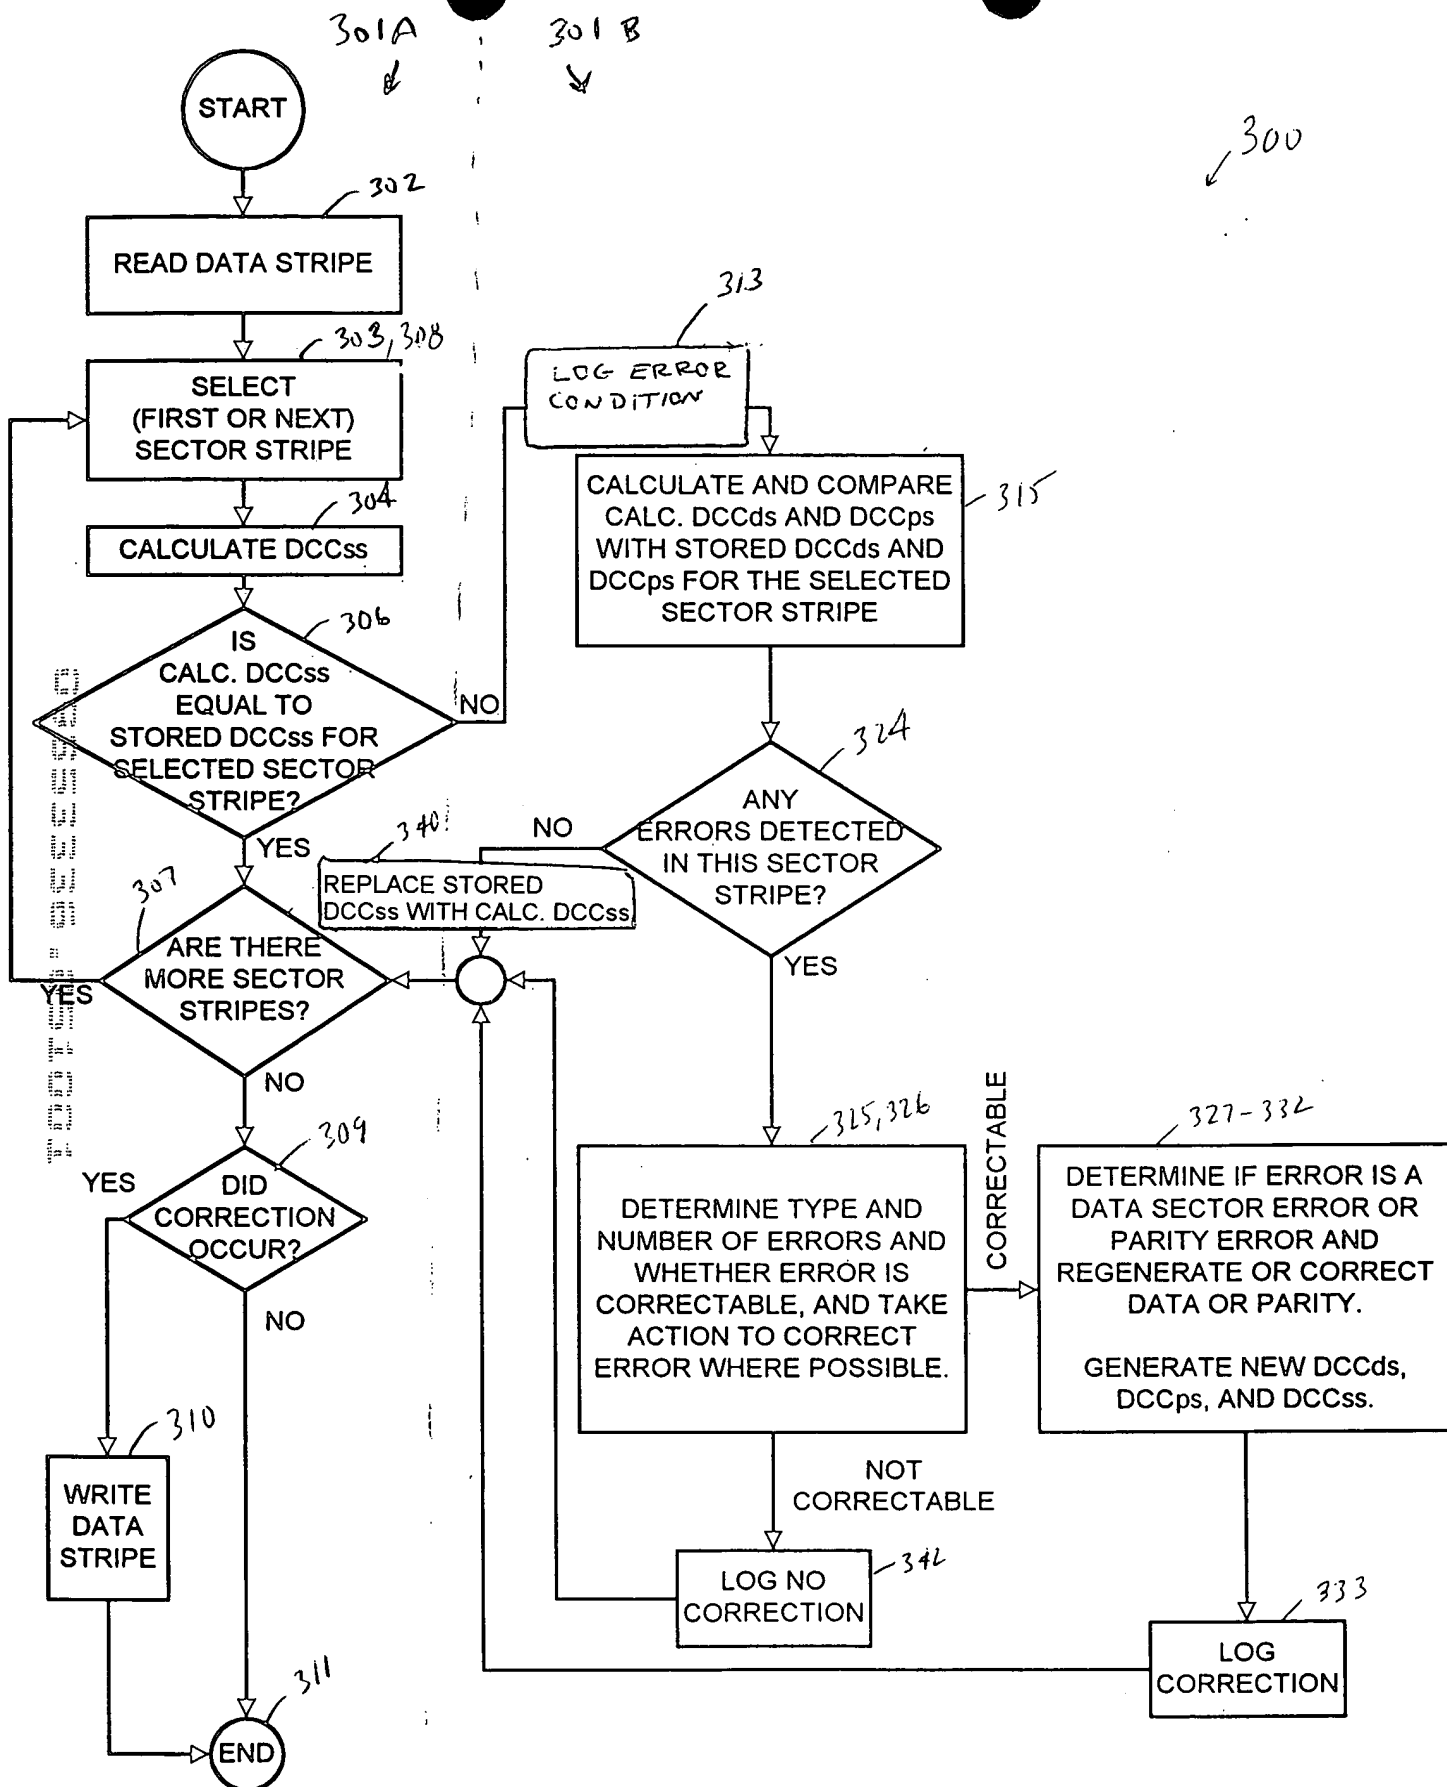 301A
301B
300
START
302
READ DATA STRIPE
303, 308
SELECT
(FIRST OR NEXT)
SECTOR STRIPE
304
CALCULATE DCCss
306
IS
CALC. DCCss
EQUAL TO
STORED DCCss FOR
SELECTED SECTOR
STRIPE?
NO
YES
313
LOG ERROR
CONDITION
CALCULATE AND COMPARE
CALC. DCCds AND DCCps
WITH STORED DCCds AND
DCCps FOR THE SELECTED
SECTOR STRIPE
315
324
ANY
ERRORS DETECTED
IN THIS SECTOR
STRIPE?
NO
YES
340
REPLACE STORED
DCCss WITH CALC. DCCss
307
ARE THERE
MORE SECTOR
STRIPES?
YES
NO
309
DID
CORRECTION
OCCUR?
YES
NO
310
WRITE
DATA
STRIPE
311
END
325, 326
DETERMINE TYPE AND
NUMBER OF ERRORS AND
WHETHER ERROR IS
CORRECTABLE, AND TAKE
ACTION TO CORRECT
ERROR WHERE POSSIBLE.
CORRECTABLE
NOT
CORRECTABLE
327-332
DETERMINE IF ERROR IS A
DATA SECTOR ERROR OR
PARITY ERROR AND
REGENERATE OR CORRECT
DATA OR PARITY.
GENERATE NEW DCCds,
DCCps, AND DCCss.
342
LOG NO
CORRECTION
333
LOG
CORRECTION